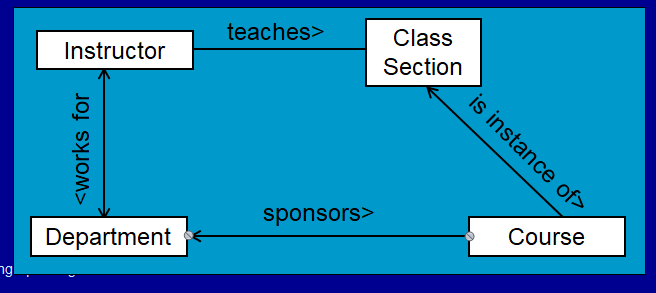 Instructor
teaches>
Class
Section
<works for
is instance of>
sponsors>
Department
Course